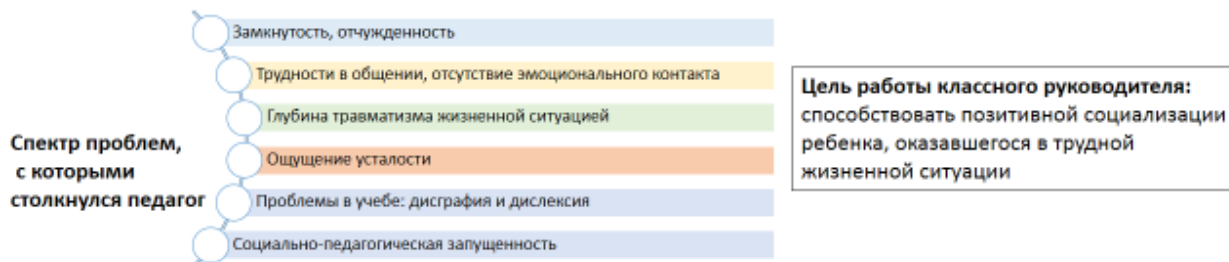 Спектр проблем,
с которыми
столкнулся педагог
Замкнутость, отчужденность
Трудности в общении, отсутствие эмоционального контакта
Глубина травматизма жизненной ситуацией
Ощущение усталости
Проблемы в учебе: дисграфия и дислексия
Социально-педагогическая запущенность
Цель работы классного руководителя:
способствовать позитивной социализации
ребенка, оказавшегося в трудной
жизненной ситуации